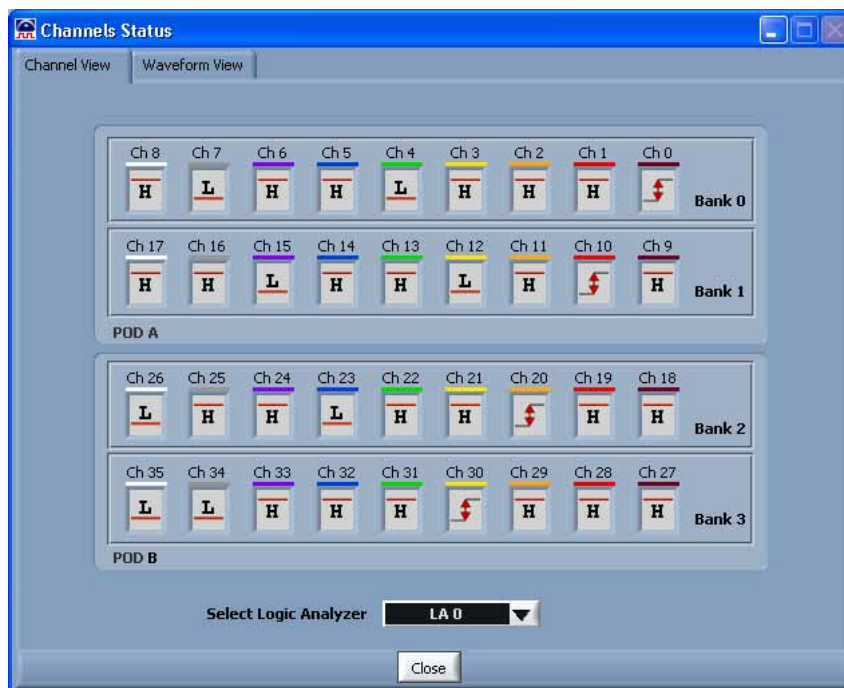 Channels Status
Channel View Waveform View
Ch 8 Ch 7 Ch 6 Ch 5 Ch 4 Ch 3 Ch 2 Ch 1 Ch 0
H L H H L H H H Bank 0
Ch 17 Ch 16 Ch 15 Ch 14 Ch 13 Ch 12 Ch 11 Ch 10 Ch 9
H H L H H L H H Bank 1
POD A
Ch 26 Ch 25 Ch 24 Ch 23 Ch 22 Ch 21 Ch 20 Ch 19 Ch 18
L H H L H H H H Bank 2
Ch 35 Ch 34 Ch 33 Ch 32 Ch 31 Ch 30 Ch 29 Ch 28 Ch 27
L L H H H H H H Bank 3
POD B
Select Logic Analyzer LA 0
Close